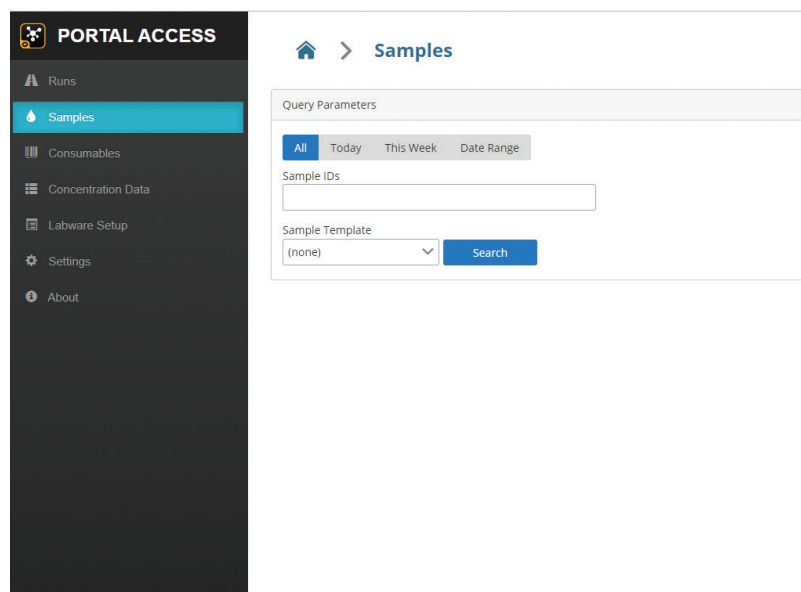 PORTAL ACCESS
Runs
Samples
Consumables
Concentration Data
Labware Setup
Settings
About
Samples
Query Parameters
All Today This Week Date Range
Sample IDs
Sample Template
(none) Search